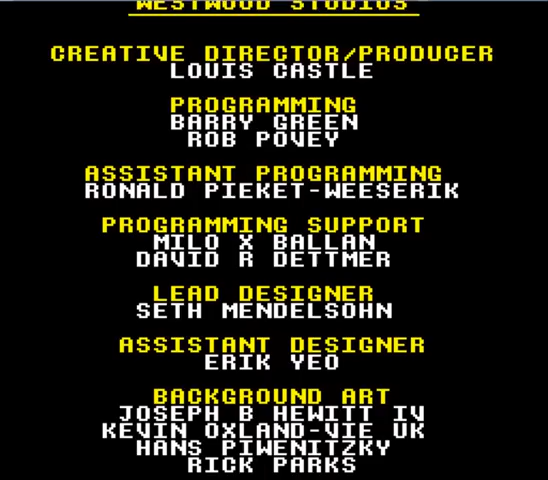 WESTWOOD STUDIOS
CREATIVE DIRECTOR/PRODUCER
LOUIS CASTLE
PROGRAMMING
BARRY GREEN
ROB POVEY
ASSISTANT PROGRAMMING
RONALD PIEKET-WEESERIK
PROGRAMMING SUPPORT
MILO X BALLAN
DAVID R DETTMER
LEAD DESIGNER
SETH MENDELSOHN
ASSISTANT DESIGNER
ERIK YEO
BACKGROUND ART
JOSEPH B HEWITT IV
KEVIN OXLAND-VIE UK
HANS PIWENITZKY
RICK PARKS